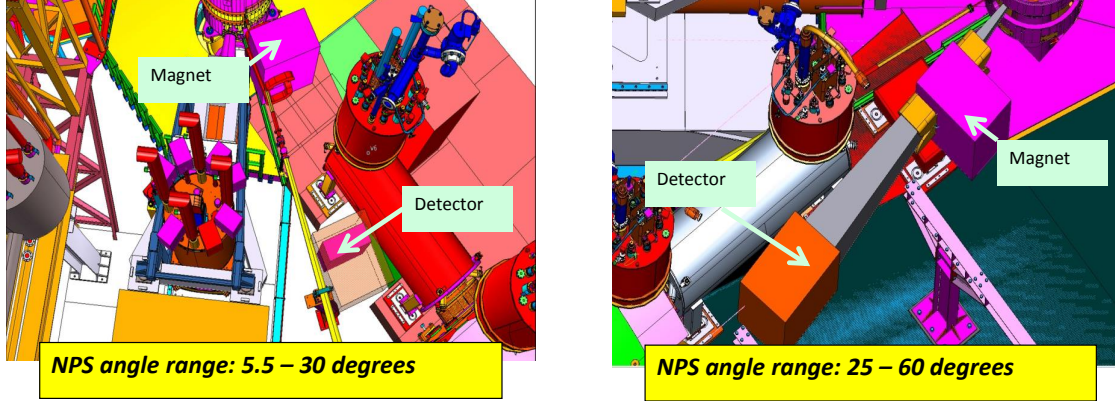 Magnet
Detector
NPS angle range: 5.5 – 30 degrees
Magnet
Detector
NPS angle range: 25 – 60 degrees